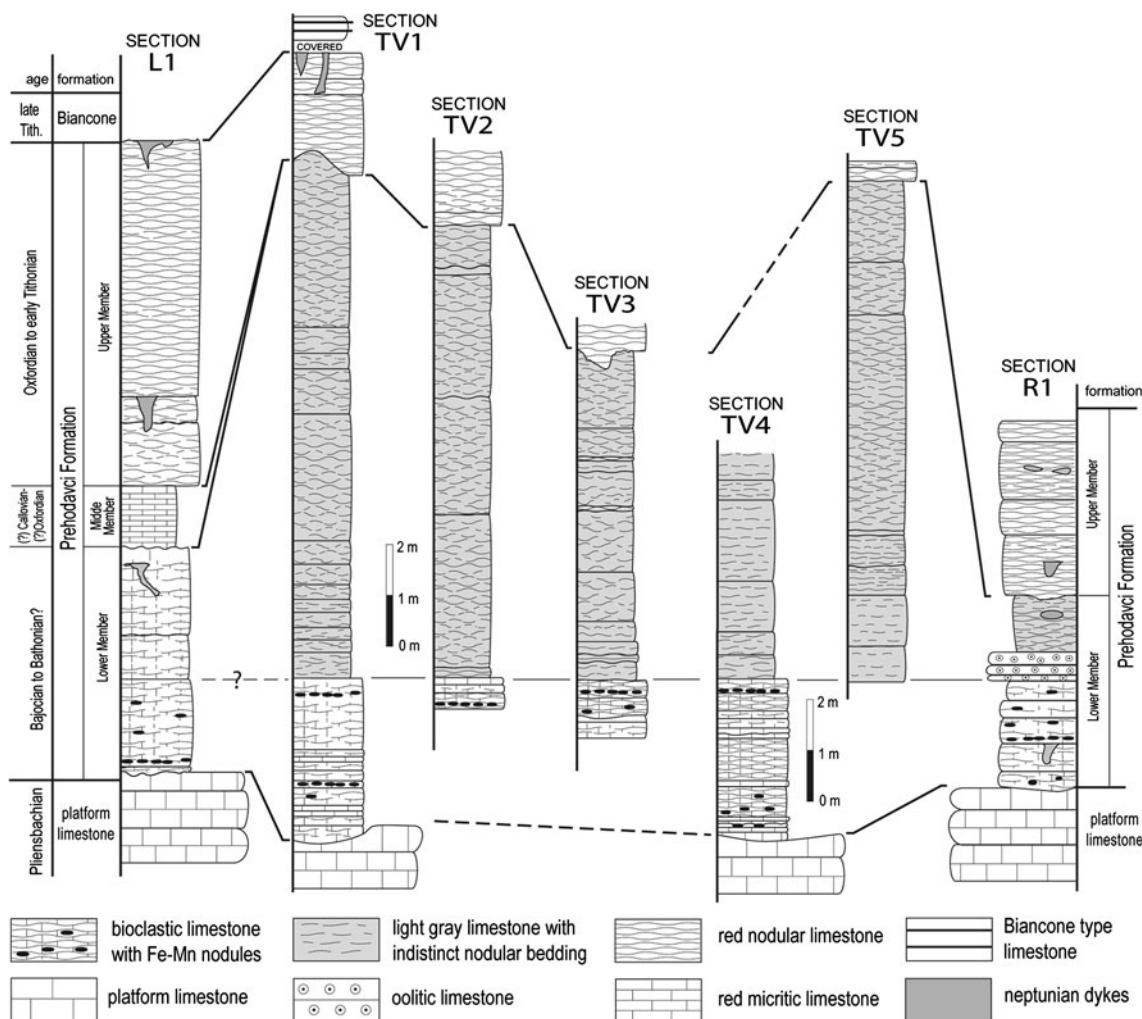 SECTION
L1
age
formation
late
Tith.
Biancone
Oxfordian to early Tithonian
Upper Member
(?) Callovian-
(?)Oxfordian
Midde
Member
Prehodavci Formation
Bajocian to Bathonian?
Lower Member
Pliensbachian
platform
limestone
SECTION
TV1
COVERED
SECTION
TV2
2 m
1 m
0 m
?
SECTION
TV3
SECTION
TV4
2 m
1 m
0 m
SECTION
TV5
SECTION
R1
formation
Upper Member
Prehodavci Formation
Lower Member
platform
limestone
bioclastic limestone
with Fe-Mn nodules
light gray limestone with
indistinct nodular bedding
red nodular limestone
Biancone type
limestone
platform limestone
oolitic limestone
red micritic limestone
neptunian dykes